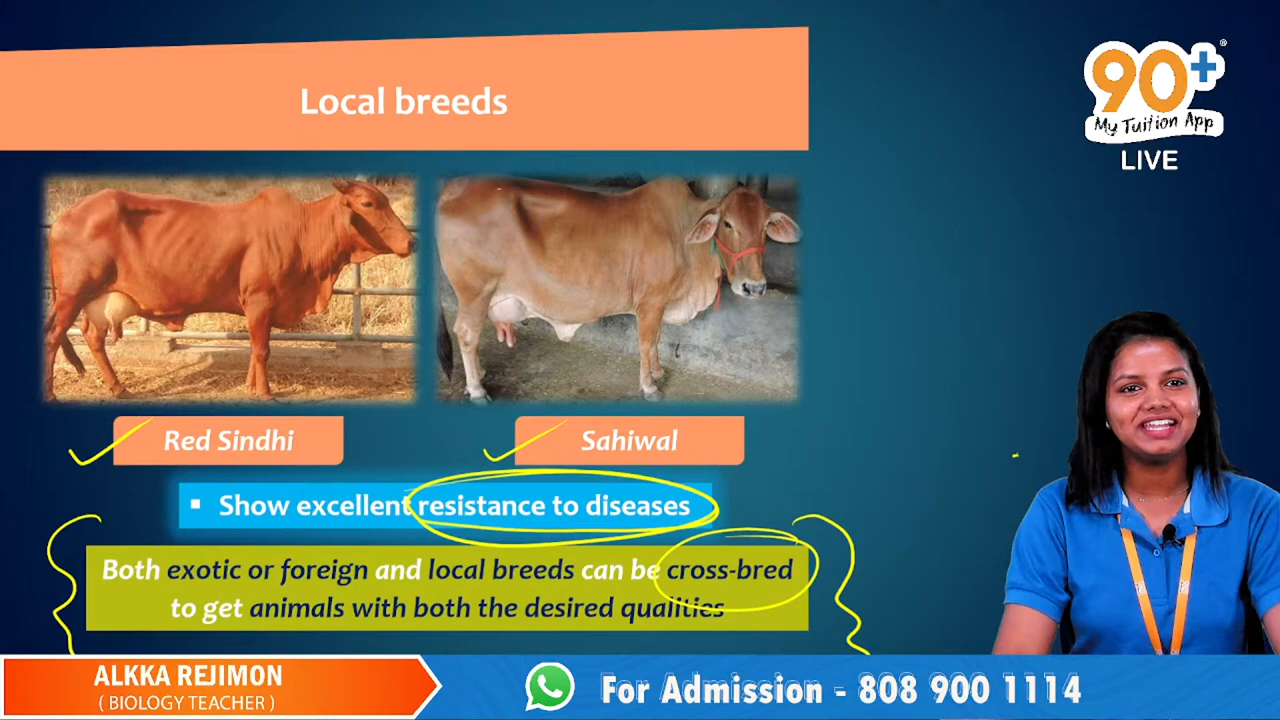 Local breeds
90+
®
My Tuition App
LIVE
Red Sindhi
Sahiwal
▪ Show excellent resistance to diseases
Both exotic or foreign and local breeds can be cross-bred
to get animals with both the desired qualities
ALKKA REJIMON
( BIOLOGY TEACHER )
For Admission - 808 900 1114